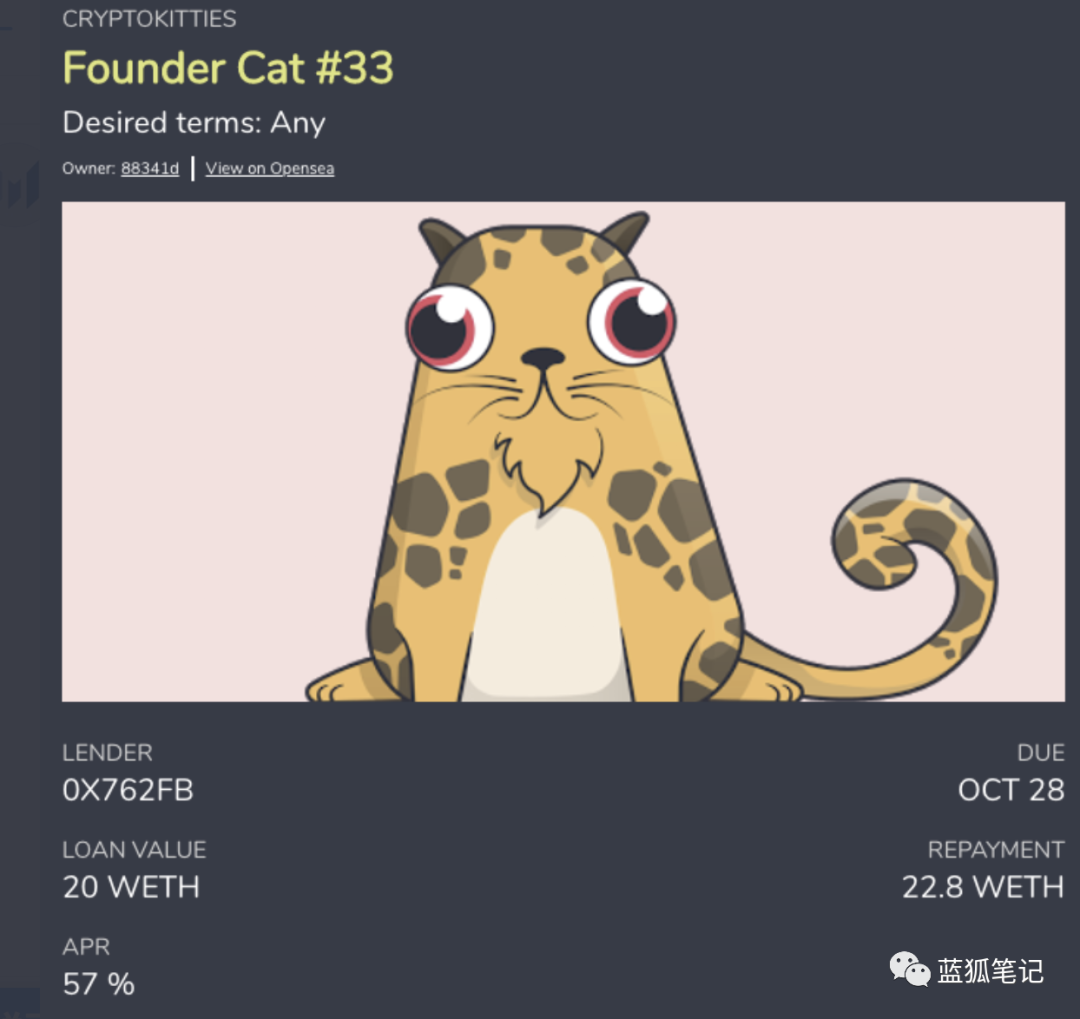 CRYPTOKITTIES
Founder Cat #33
Desired terms: Any
Owner: 88341d | View on Opensea
LENDER
0X762FB
DUE
OCT 28
LOAN VALUE
20 WETH
REPAYMENT
22.8 WETH
APR
57 %
蓝狐笔记